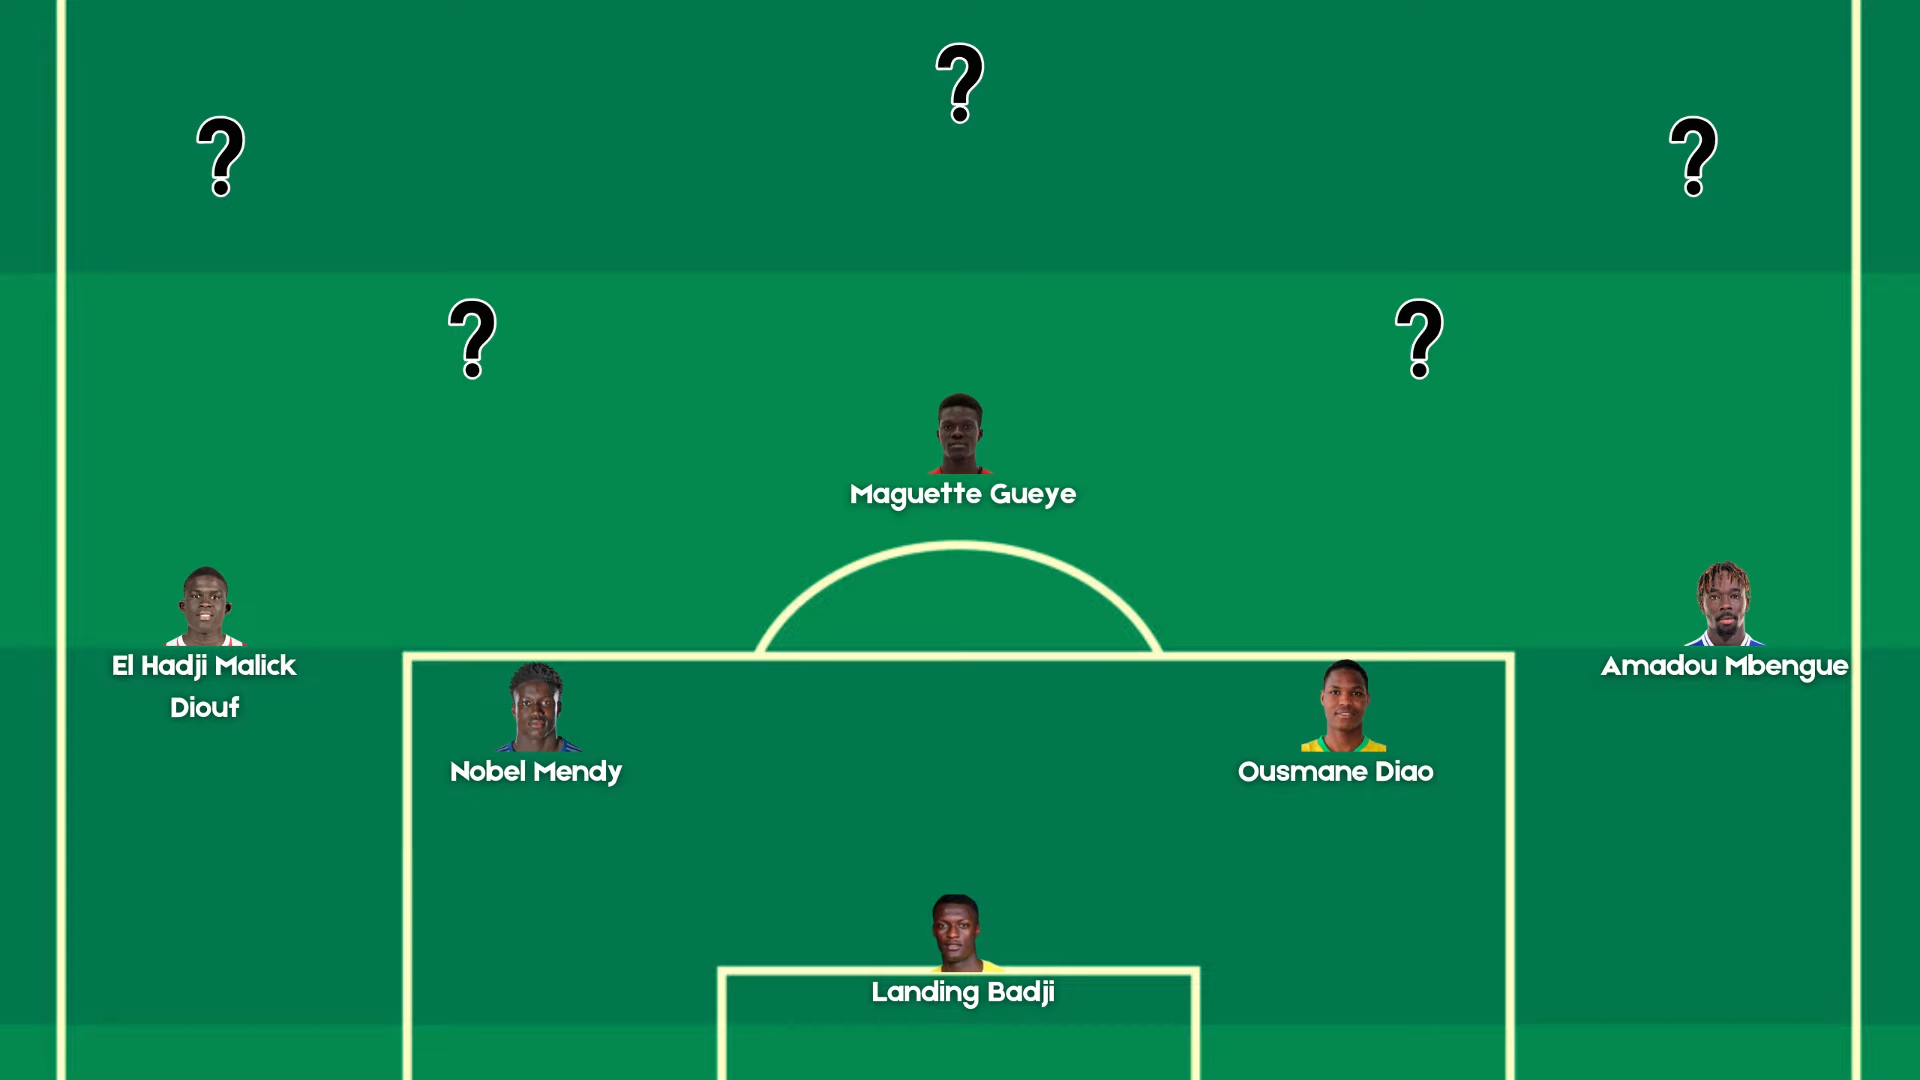 ?
? ?
? ?
Maguette Gueye
El Hadji Malick
Diouf
Amadou Mbengue
Nobel Mendy
Ousmane Diao
Landing Badji